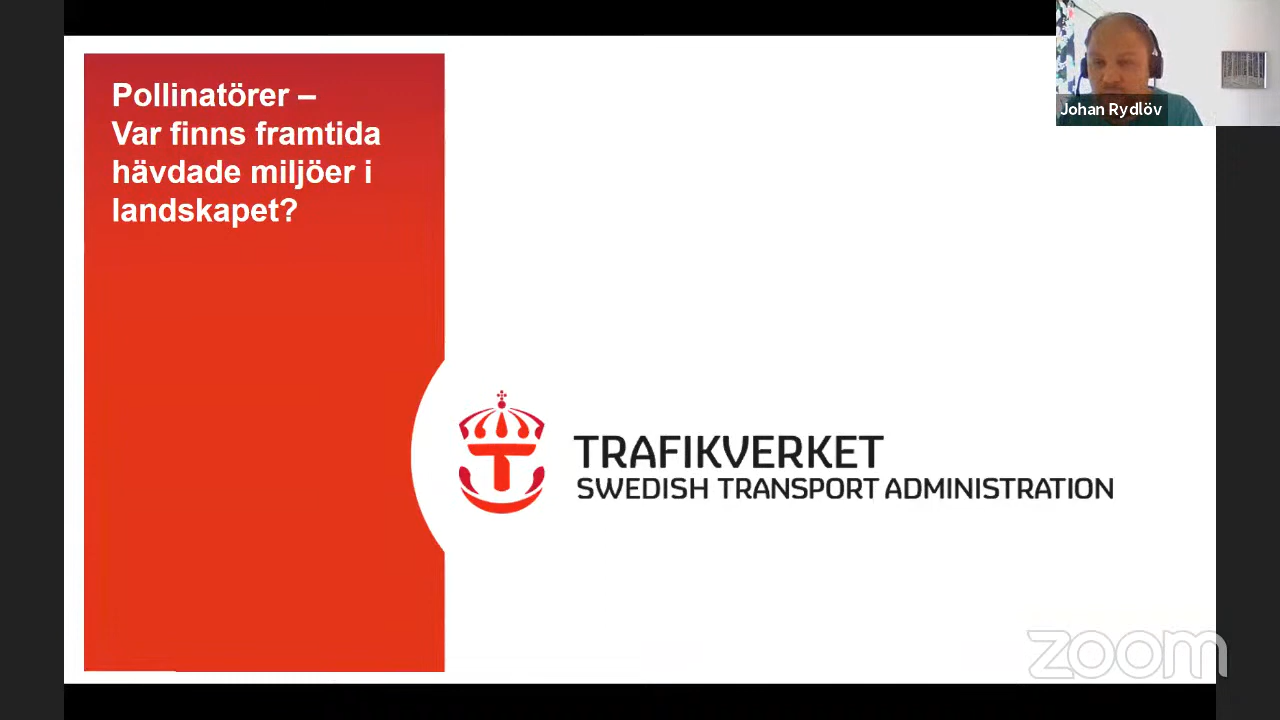 Pollinatörer –
Var finns framtida
hävdade miljöer i
landskapet?
Johan Rydlöv
TRAFIKVERKET
SWEDISH TRANSPORT ADMINISTRATION
zoom